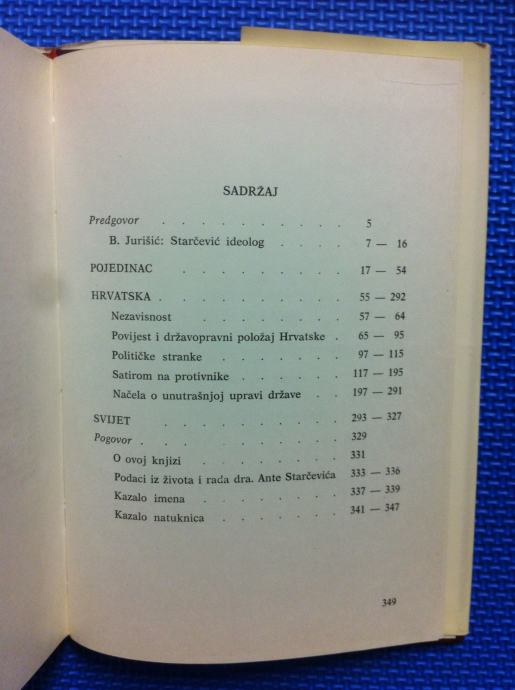 SADRŽAJ
Predgovor . . . . . . . . . . 5
B. Jurišić: Starčević ideolog . . . . 7 — 16
POJEDINAC . . . . . . . . . 17 — 54
HRVATSKA . . . . . . . . . . 55 — 292
Nezavisnost . . . . . . . . 57 — 64
Povijest i državopravni položaj Hrvatske . 65 — 95
Političke stranke . . . . . . . 97 — 115
Satirom na protivnike . . . . . . 117 — 195
Načela o unutrašnjoj upravi države . . 197 — 291
SVIJET . . . . . . . . . . 293 — 327
Pogovor . . . . . . . . . . 329
O ovoj knjizi . . . . . . . . 331
Podaci iz života i rada dra. Ante Starčevića 333 — 336
Kazalo imena . . . . . . . . 337 — 339
Kazalo natuknica . . . . . . . 341 — 347
349